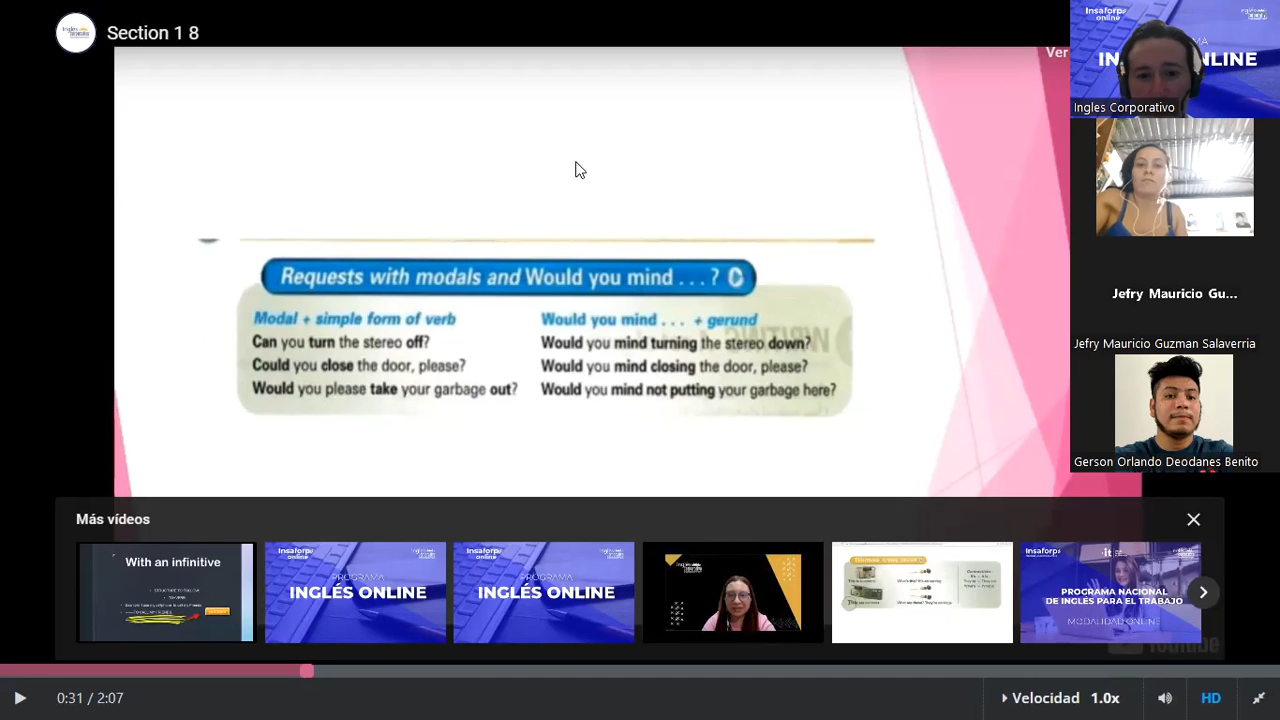 Section 1 8
Ver
Requests with modals and Would you mind . . . ?
Modal + simple form of verb
Can you turn the stereo off?
Could you close the door, please?
Would you please take your garbage out?
Would you mind . . . + gerund
Would you mind turning the stereo down?
Would you mind closing the door, please?
Would you mind not putting your garbage here?
Insaforp
online
INGLÉS ONLINE
Ingles Corporativo
Jefry Mauricio Gu...
Jefry Mauricio Guzman Salaverria
Gerson Orlando Deodanes Benito
Más vídeos
With an infinitive
Insaforp
online
PROGRAMA
INGLÉS ONLINE
Insaforp
online
PROGRAMA
INGLÉS ONLINE
Insaforp
online
PROGRAMA NACIONAL
DE INGLÉS PARA EL TRABAJO
MODALIDAD ONLINE
YouTube
0:31 / 2:07
Velocidad 1.0x
HD